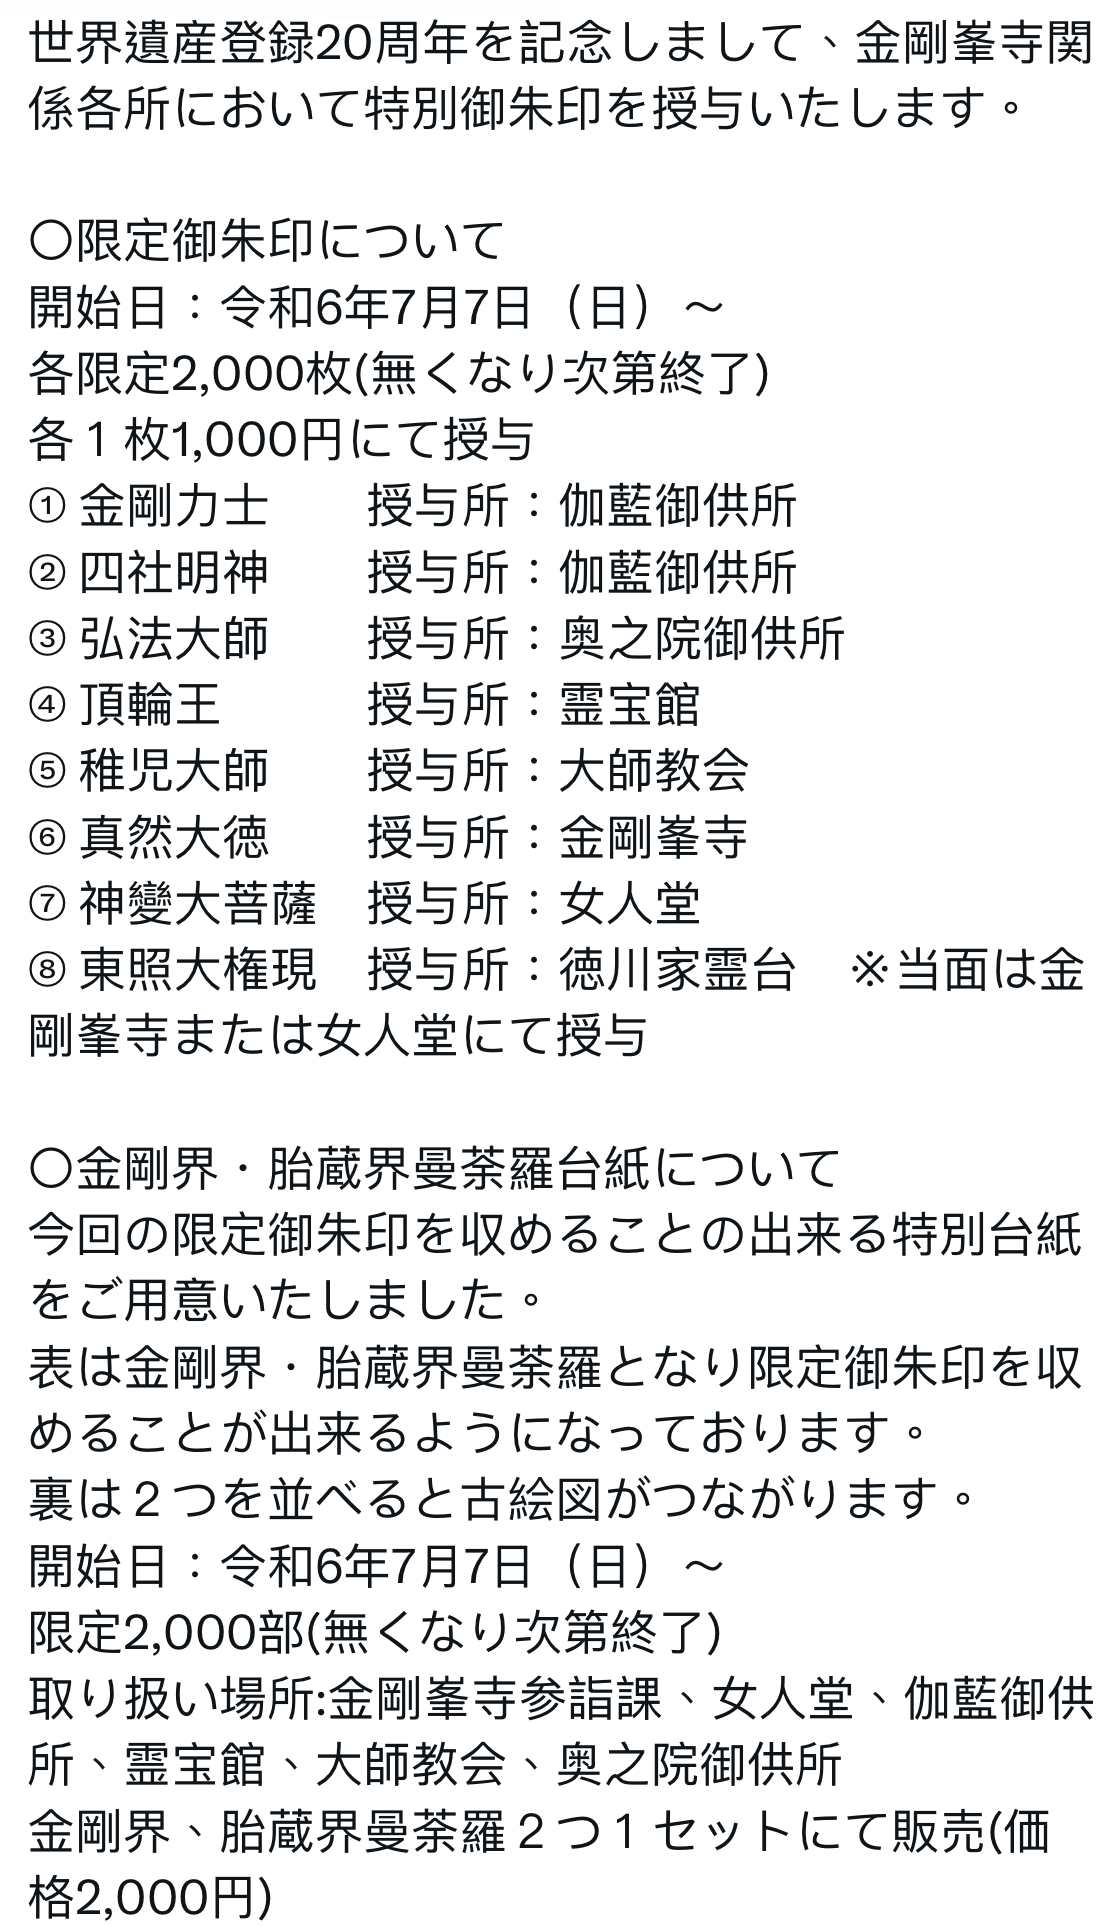 世界遺産登録20周年を記念しまして、金剛峯寺関
係各所において特別御朱印を授与いたします。
〇限定御朱印について
開始日：令和6年7月7日（日）～
各限定2,000枚(無くなり次第終了)
各１枚1,000円にて授与
① 金剛力士　　授与所：伽藍御供所
② 四社明神　　授与所：伽藍御供所
③ 弘法大師　　授与所：奥之院御供所
④ 頂輪王　　　授与所：霊宝館
⑤ 稚児大師　　授与所：大師教会
⑥ 真然大徳　　授与所：金剛峯寺
⑦ 神變大菩薩　授与所：女人堂
⑧ 東照大権現　授与所：徳川家霊台　※当面は金
剛峯寺または女人堂にて授与
〇金剛界・胎蔵界曼荼羅台紙について
今回の限定御朱印を収めることの出来る特別台紙
をご用意いたしました。
表は金剛界・胎蔵界曼荼羅となり限定御朱印を収
めることが出来るようになっております。
裏は２つを並べると古絵図がつながります。
開始日：令和6年7月7日（日）～
限定2,000部(無くなり次第終了)
取り扱い場所:金剛峯寺参詣課、女人堂、伽藍御供
所、霊宝館、大師教会、奥之院御供所
金剛界、胎蔵界曼荼羅２つ１セットにて販売(価
格2,000円)